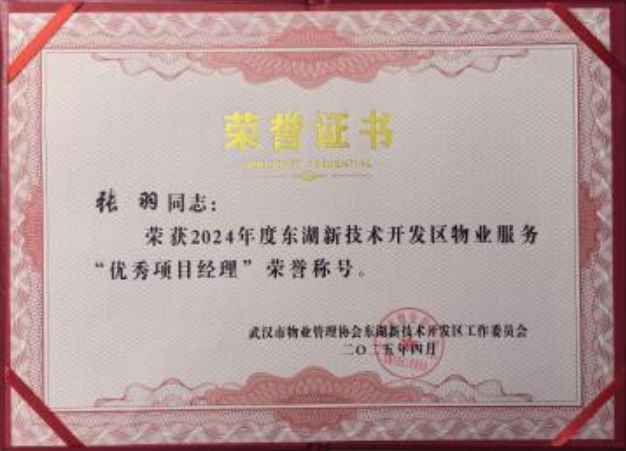 荣誉证书
张 羽 同志：
荣获2024年度东湖新技术开发区物业服务
“优秀项目经理”荣誉称号。
武汉市物业管理协会东湖新技术开发区工作委员会
二〇二五年四月